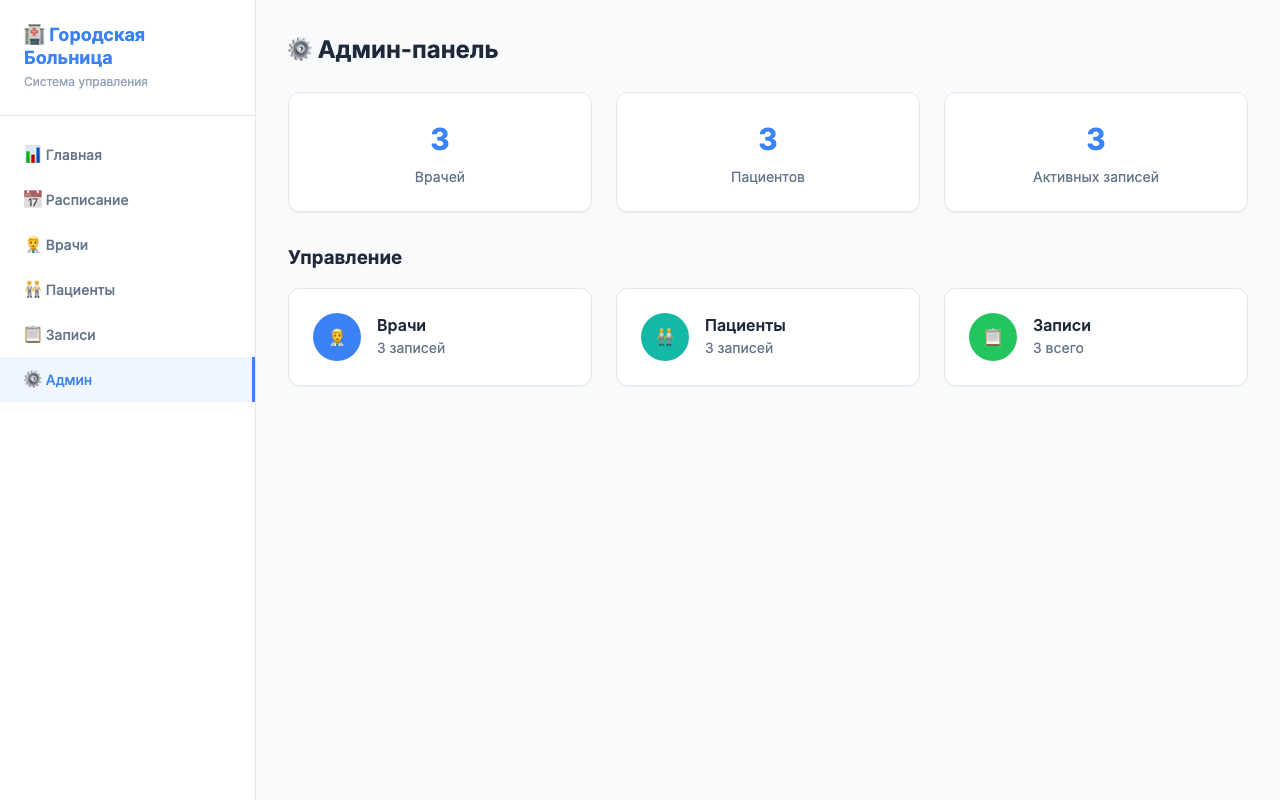 Городская
Больница
Система управления
Главная
Расписание
Врачи
Пациенты
Записи
Админ
Админ-панель
3
Врачей
3
Пациентов
3
Активных записей
Управление
Врачи
3 записей
Пациенты
3 записей
Записи
3 всего